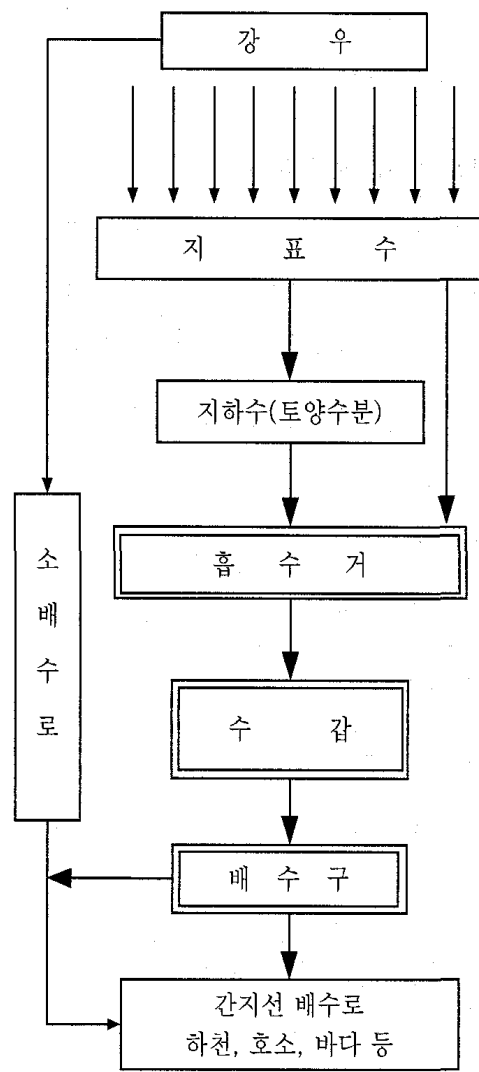 강 우
지 표 수
지하수(토양수분)
흡 수 거
소
배
수
로
수 갑
배 수 구
간지선 배수로
하천, 호소, 바다 등